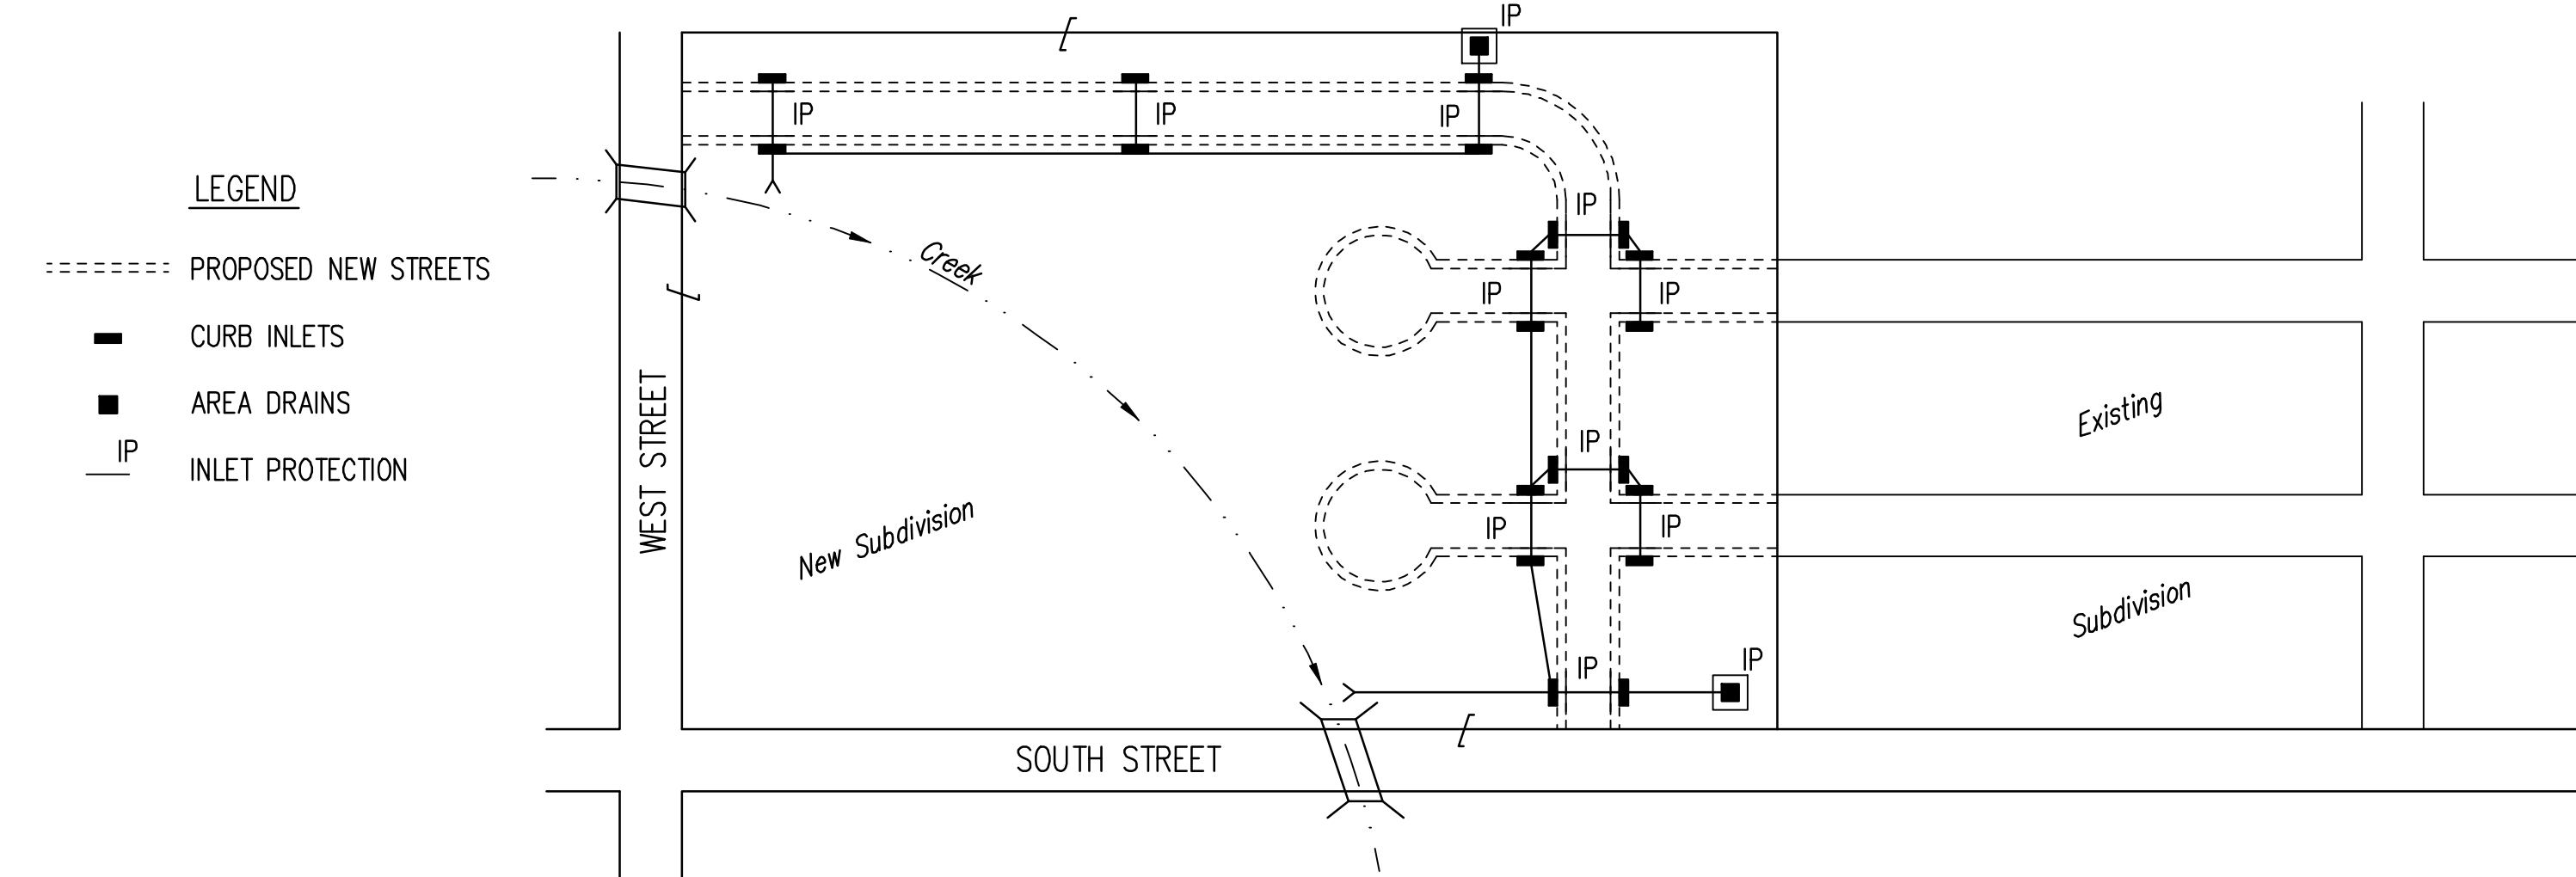 LEGEND
PROPOSED NEW STREETS
CURB INLETS
AREA DRAINS
IP
INLET PROTECTION
IP
IP
IP
IP
IP
IP
IP
Creek
WEST STREET
New Subdivision
IP
IP
IP
IP
IP
SOUTH STREET
Existing
Subdivision